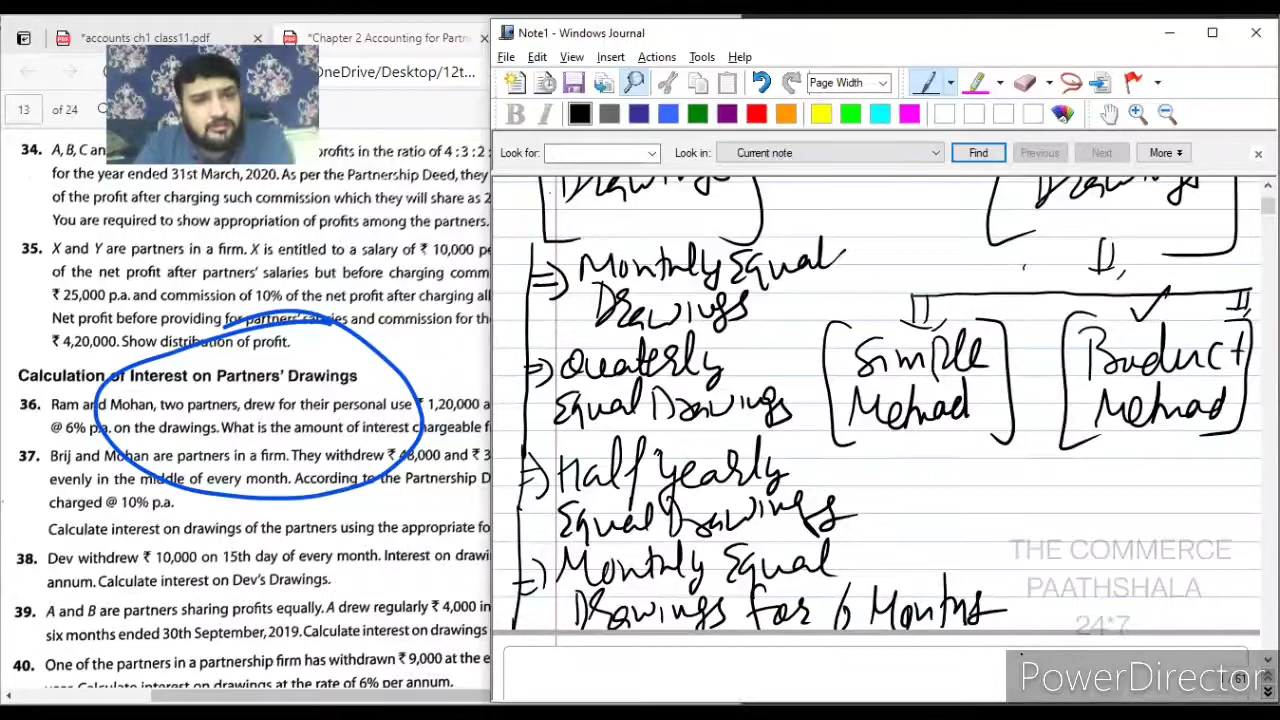 *accounts ch1 class11.pdf
*Chapter 2 Accounting for Partn
OneDrive/Desktop/12t...
13 of 24
34. A, B, C an profits in the ratio of 4 : 3 : 2 :
for the year ended 31st March, 2020. As per the Partnership Deed, they
of the profit after charging such commission which they will share as 2
You are required to show appropriation of profits among the partners.
35. X and Y are partners in a firm. X is entitled to a salary of ₹ 10,000 pe
of the net profit after partners' salaries but before charging comm
₹ 25,000 p.a. and commission of 10% of the net profit after charging all
Net profit before providing for partners' salaries and commission for the
₹ 4,20,000. Show distribution of profit.
Calculation of Interest on Partners' Drawings
36. Ram and Mohan, two partners, drew for their personal use ₹ 1,20,000 a
@ 6% p.a. on the drawings. What is the amount of interest chargeable f
37. Brij and Mohan are partners in a firm. They withdrew ₹ 48,000 and ₹ 3
evenly in the middle of every month. According to the Partnership D
charged @ 10% p.a.
Calculate interest on drawings of the partners using the appropriate fo
38. Dev withdrew ₹ 10,000 on 15th day of every month. Interest on drawi
annum. Calculate interest on Dev's Drawings.
39. A and B are partners sharing profits equally. A drew regularly ₹ 4,000 in
six months ended 30th September, 2019. Calculate interest on drawings
40. One of the partners in a partnership firm has withdrawn ₹ 9,000 at the e
year. Calculate interest on drawings at the rate of 6% per annum.
Note1 - Windows Journal
File Edit View Insert Actions Tools Help
Page Width
B I
Look for: Look in: Current note Find Previous Next More
Drawings
Drawings
=> Monthly Equal
Drawings
=> Quaterly
Equal Drawings
=> Half yearly
Equal Drawings
=> Monthly Equal
Drawings for 6 Months
Simple
Method
Product
Method
THE COMMERCE
PAATHSHALA
24*7
PowerDirector